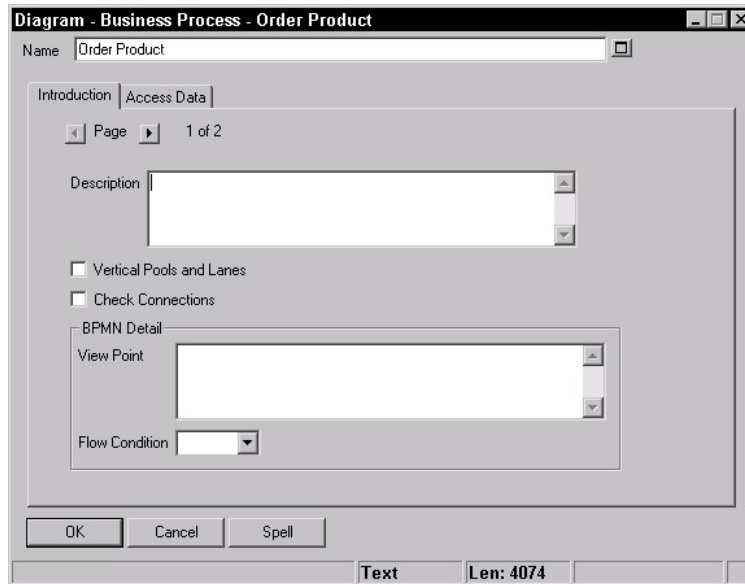 Diagram - Business Process - Order Product
Name Order Product
Introduction Access Data
Page 1 of 2
Description
Vertical Pools and Lanes
Check Connections
BPMN Detail
View Point
Flow Condition
OK Cancel Spell
Text Len: 4074